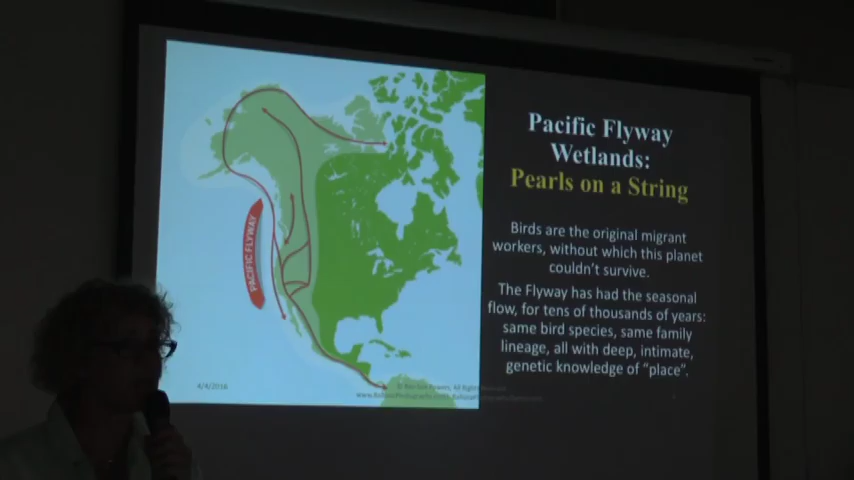 Pacific Flyway
Wetlands:
Pearls on a String
Birds are the original migrant
workers, without which this planet
couldn't survive.
The Flyway has had the seasonal
flow, for tens of thousands of years:
same bird species, same family
lineage, all with deep, intimate,
genetic knowledge of "place".
PACIFIC FLYWAY
4/4/2016
All Rights